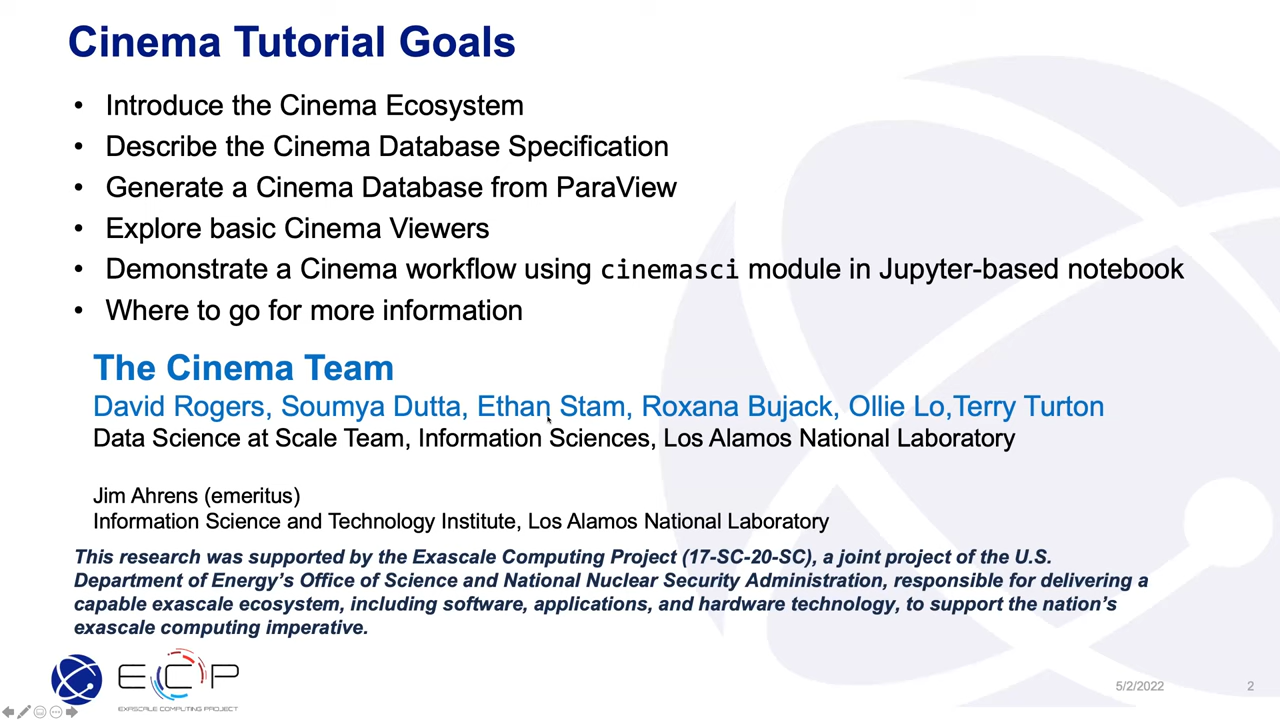 Cinema Tutorial Goals
• Introduce the Cinema Ecosystem
• Describe the Cinema Database Specification
• Generate a Cinema Database from ParaView
• Explore basic Cinema Viewers
• Demonstrate a Cinema workflow using cinemasci module in Jupyter-based notebook
• Where to go for more information
The Cinema Team
David Rogers, Soumya Dutta, Ethan Stam, Roxana Bujack, Ollie Lo,Terry Turton
Data Science at Scale Team, Information Sciences, Los Alamos National Laboratory
Jim Ahrens (emeritus)
Information Science and Technology Institute, Los Alamos National Laboratory
This research was supported by the Exascale Computing Project (17-SC-20-SC), a joint project of the U.S.
Department of Energy’s Office of Science and National Nuclear Security Administration, responsible for delivering a
capable exascale ecosystem, including software, applications, and hardware technology, to support the nation’s
exascale computing imperative.
ECP
EXASCALE COMPUTING PROJECT
5/2/2022 2